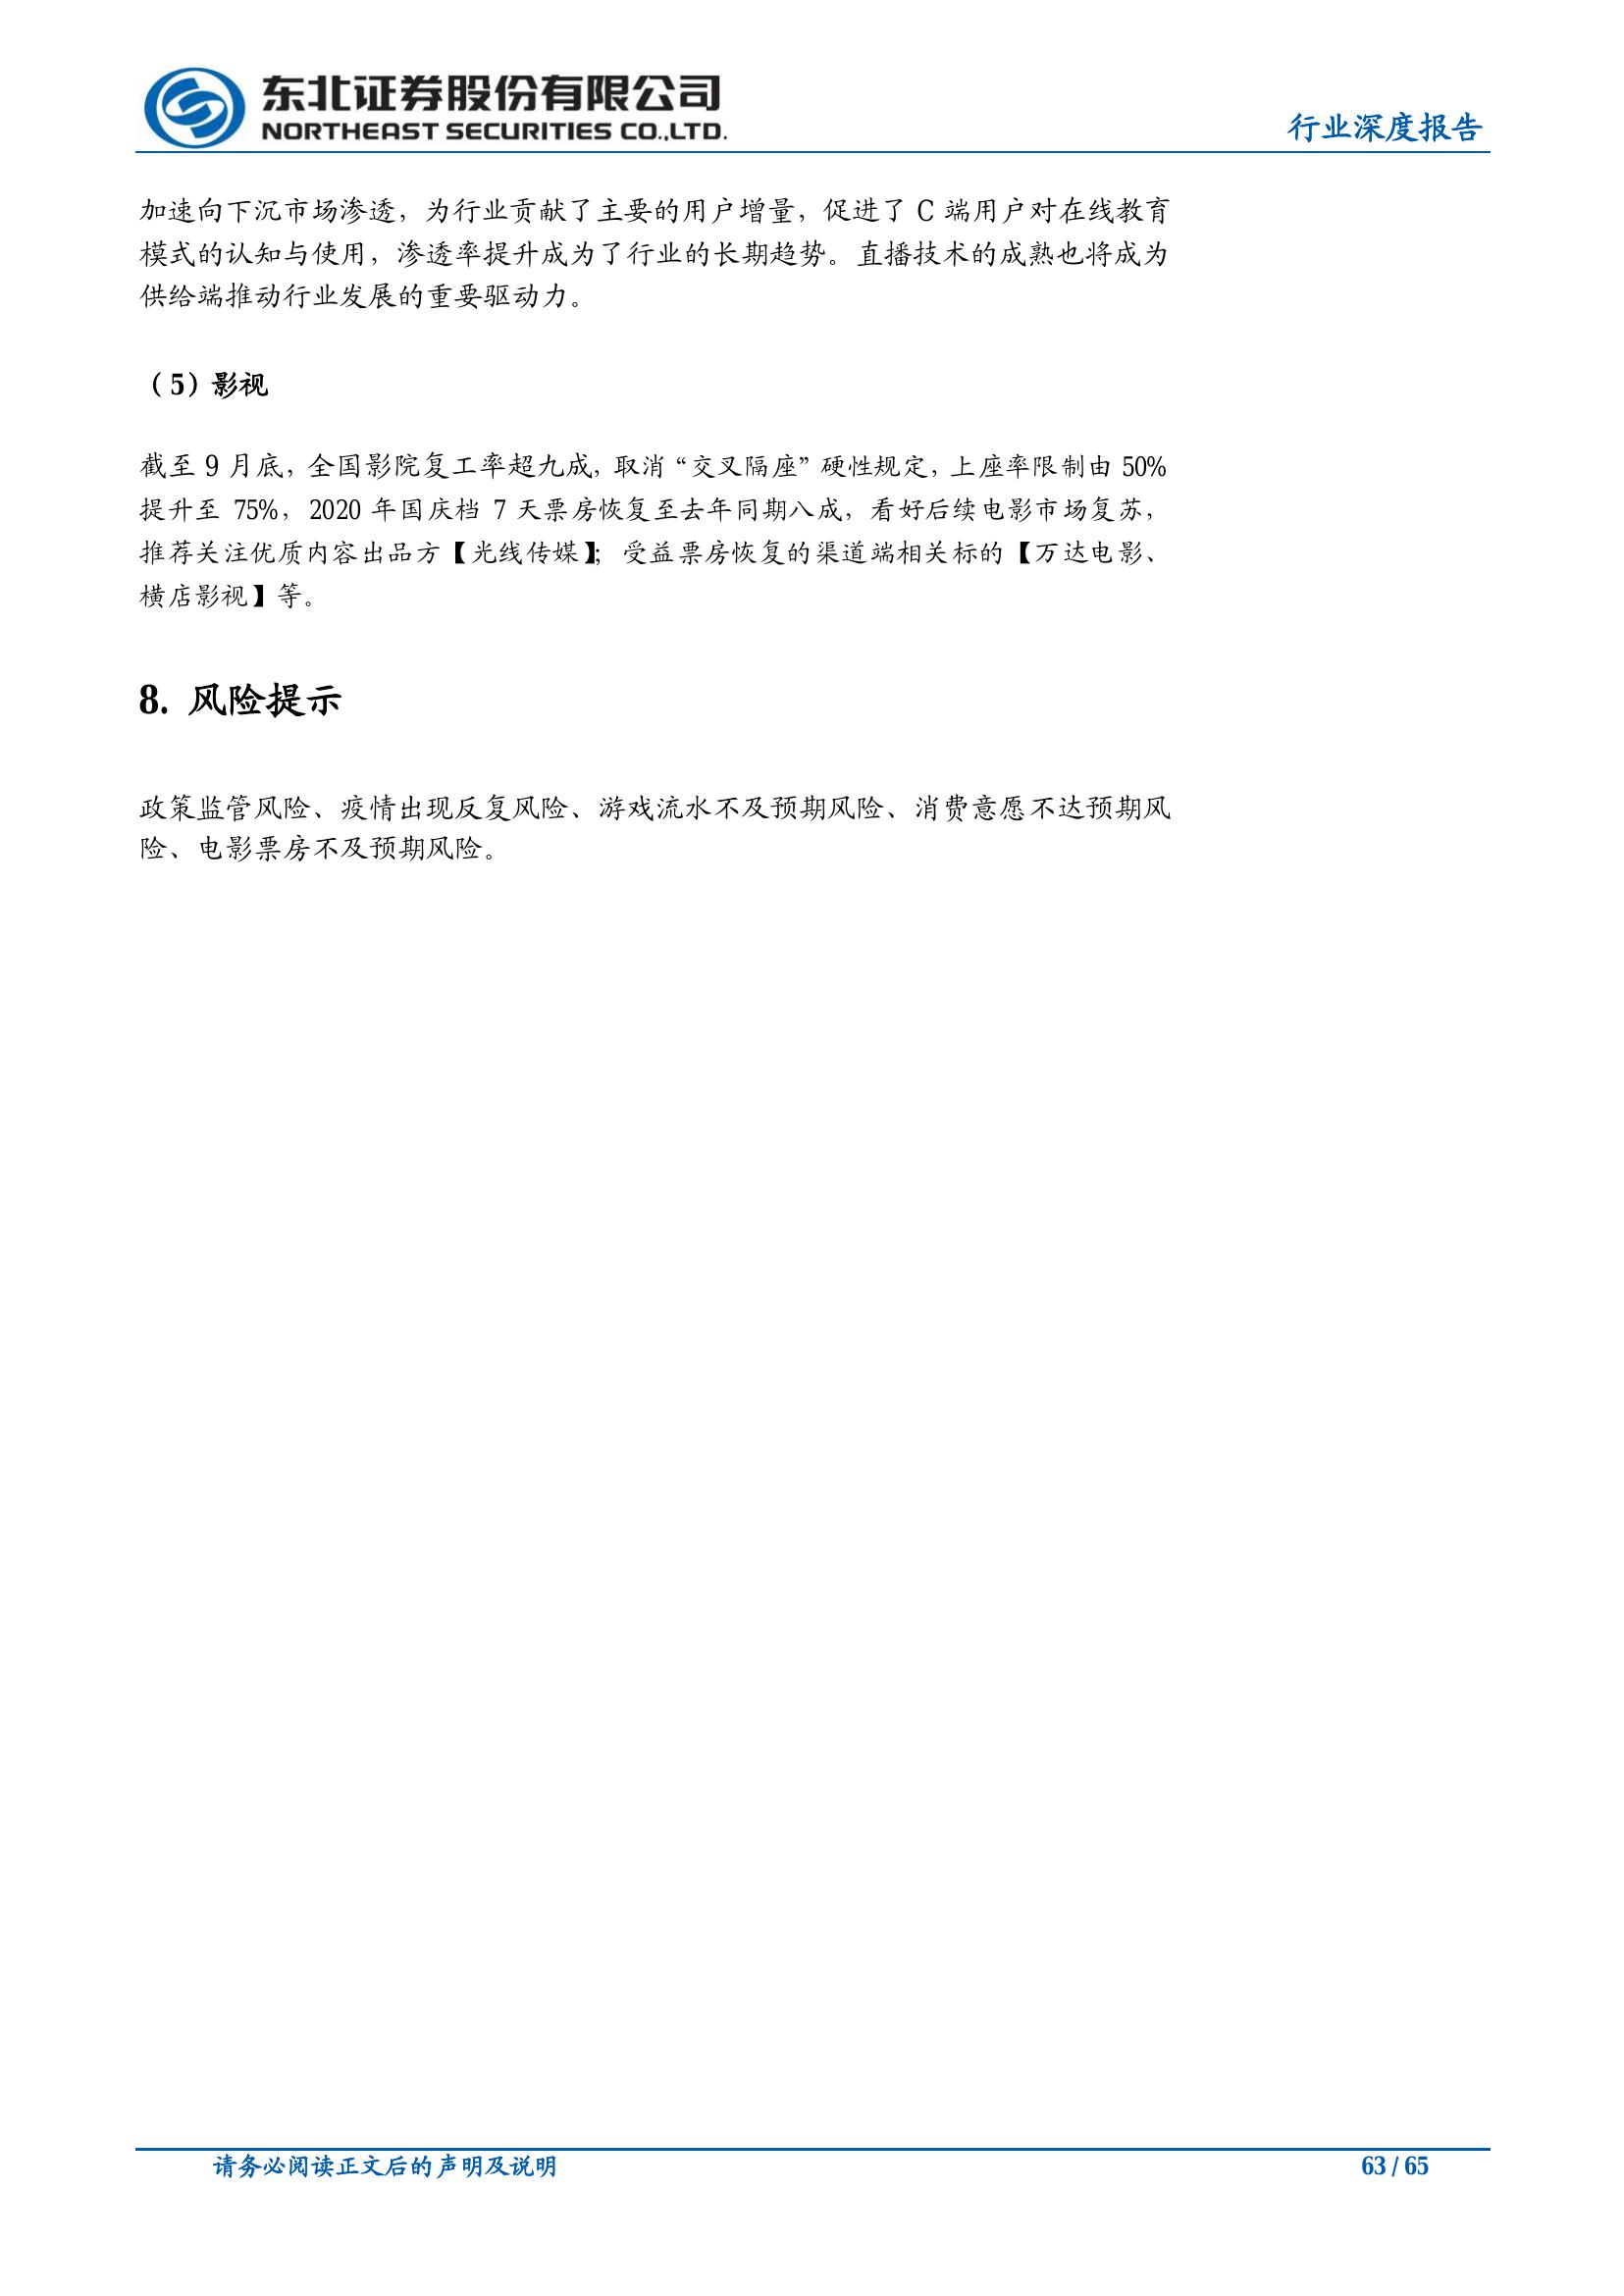 东北证券股份有限公司
NORTHEAST SECURITIES CO.,LTD.
行业深度报告
加速向下沉市场渗透，为行业贡献了主要的用户增量，促进了 C 端用户对在线教育
模式的认知与使用，渗透率提升成为了行业的长期趋势。直播技术的成熟也将成为
供给端推动行业发展的重要驱动力。
（5）影视
截至 9 月底，全国影院复工率超九成，取消“交叉隔座”硬性规定，上座率限制由 50%
提升至 75%，2020 年国庆档 7 天票房恢复至去年同期八成，看好后续电影市场复苏，
推荐关注优质内容出品方【光线传媒】；受益票房恢复的渠道端相关标的【万达电影、
横店影视】等。
8. 风险提示
政策监管风险、疫情出现反复风险、游戏流水不及预期风险、消费意愿不达预期风
险、电影票房不及预期风险。
请务必阅读正文后的声明及说明
63 / 65